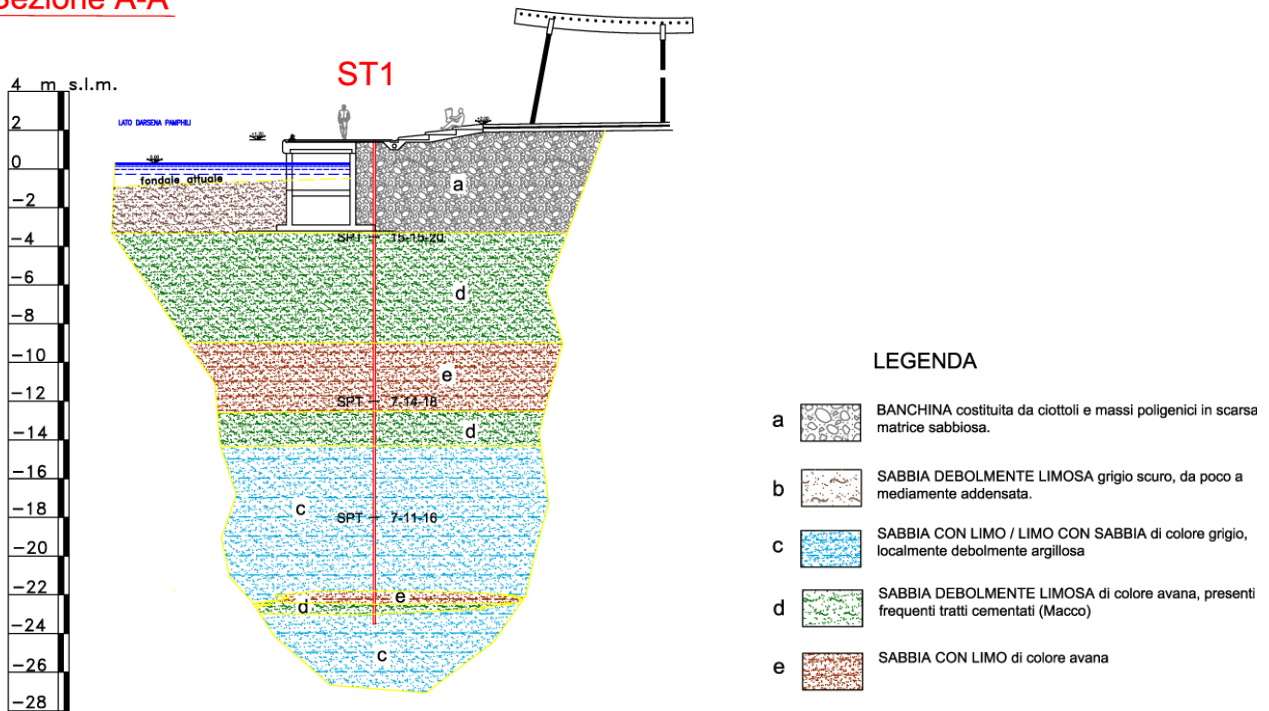 Sezione A-A
ST1
4 m s.l.m.
LATO DARSENA PAMPHILI
2
+1.20
+2.00
0
fondale attuale
a
-2
-4
SPT 15-15-20
-6
d
-8
-10
e
-12
SPT 7-14-18
-14
d
-16
c
-18
SPT 7-11-16
-20
-22
e
d
-24
c
-26
-28
LEGENDA
a BANCHINA costituita da ciottoli e massi poligenici in scarsa
matrice sabbiosa.
b SABBIA DEBOLMENTE LIMOSA grigio scuro, da poco a
mediamente addensata.
c SABBIA CON LIMO / LIMO CON SABBIA di colore grigio,
localmente debolmente argillosa
d SABBIA DEBOLMENTE LIMOSA di colore avana, presenti
frequenti tratti cementati (Macco)
e SABBIA CON LIMO di colore avana